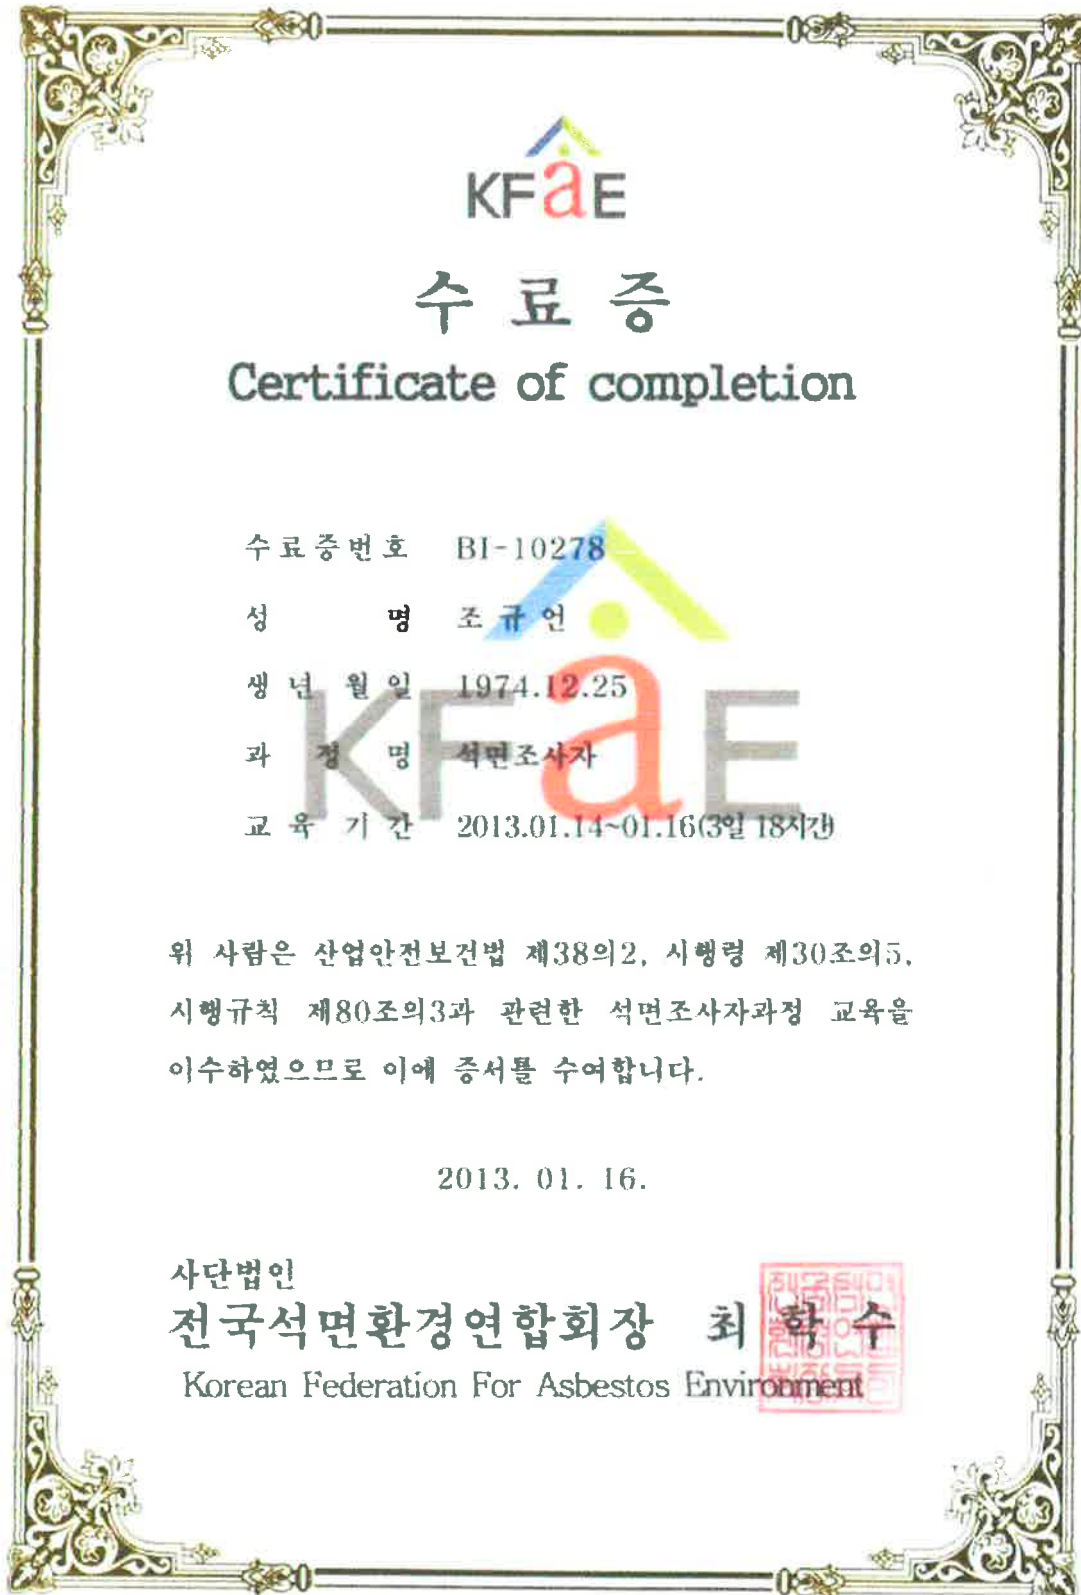 KFaE
수료증
Certificate of completion
수료증번호 BI-10278
성 명 조규언
생년월일 1974.12.25
과정명 석면조사자
교육기간 2013.01.14~01.16(3일 18시간)
위 사람은 산업안전보건법 제38의2, 시행령 제30조의5,
시행규칙 제80조의3과 관련한 석면조사자과정 교육을
이수하였으므로 이에 증서를 수여합니다.
2013. 01. 16.
사단법인
전국석면환경연합회장 최학수
Korean Federation For Asbestos Environment
KFaE